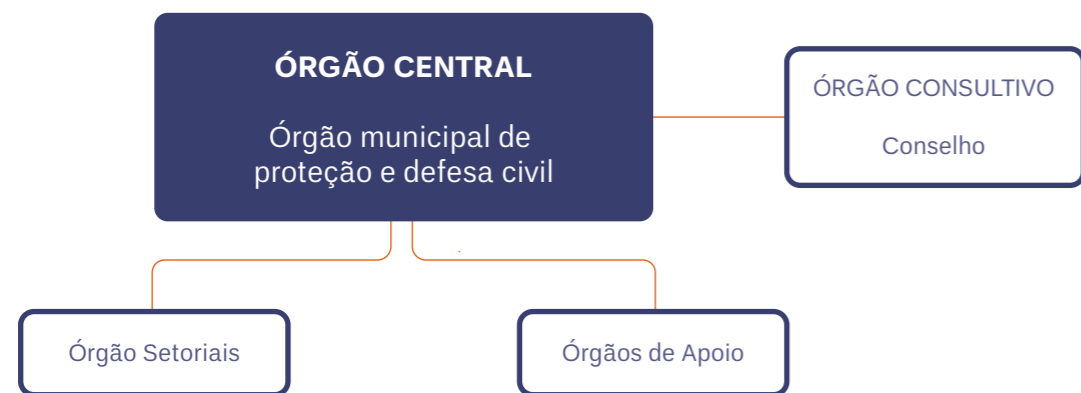 ÓRGÃO CENTRAL
Órgão municipal de
proteção e defesa civil
ÓRGÃO CONSULTIVO
Conselho
Órgão Setoriais
Órgãos de Apoio